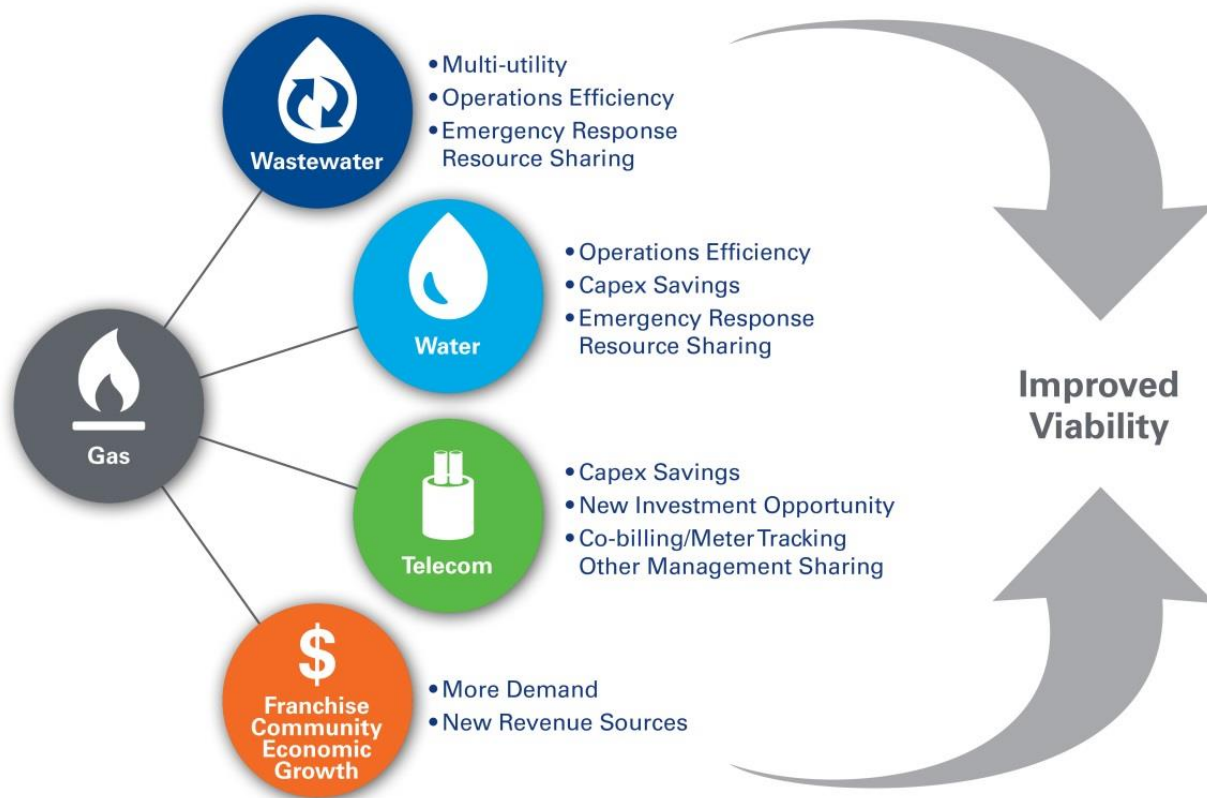 • Multi-utility
• Operations Efficiency
• Emergency Response
Resource Sharing
Wastewater
• Operations Efficiency
• Capex Savings
• Emergency Response
Resource Sharing
Water
Gas
• Capex Savings
• New Investment Opportunity
• Co-billing/Meter Tracking
Other Management Sharing
Telecom
$
Franchise
Community
Economic
Growth
• More Demand
• New Revenue Sources
Improved
Viability